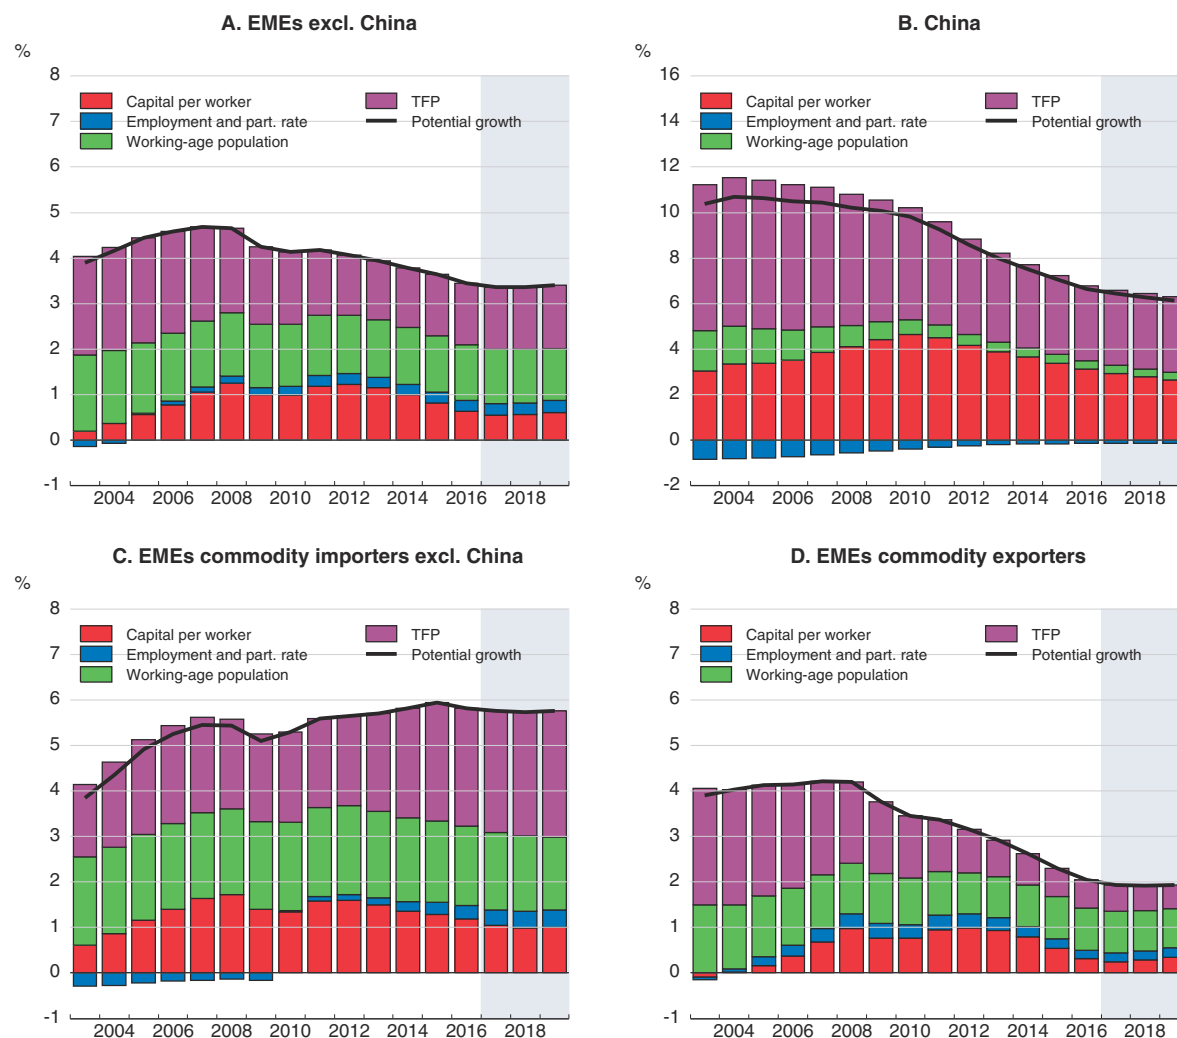 A. EMEs excl. China
%
8
7
6
5
4
3
2
1
0
-1
Capital per worker
Employment and part. rate
Working-age population
TFP
Potential growth
2004 2006 2008 2010 2012 2014 2016 2018
B. China
%
16
14
12
10
8
6
4
2
0
-2
Capital per worker
Employment and part. rate
Working-age population
TFP
Potential growth
2004 2006 2008 2010 2012 2014 2016 2018
C. EMEs commodity importers excl. China
%
8
7
6
5
4
3
2
1
0
-1
Capital per worker
Employment and part. rate
Working-age population
TFP
Potential growth
2004 2006 2008 2010 2012 2014 2016 2018
D. EMEs commodity exporters
%
8
7
6
5
4
3
2
1
0
-1
Capital per worker
Employment and part. rate
Working-age population
TFP
Potential growth
2004 2006 2008 2010 2012 2014 2016 2018